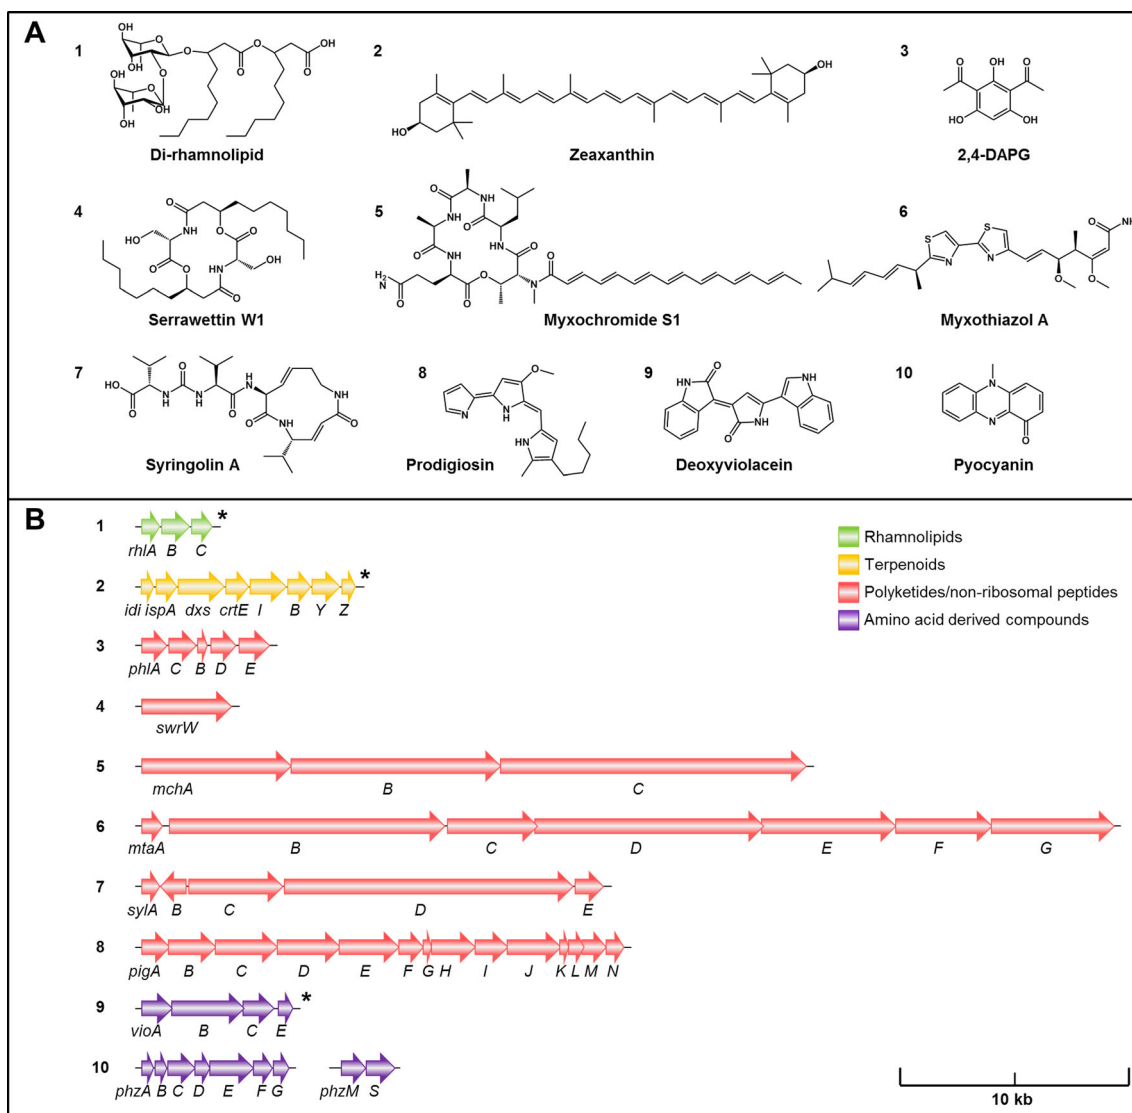 A
1
2
3
Di-rhamnolipid
Zeaxanthin
2,4-DAPG
4
5
6
Serrawettin W1
Myxochromide S1
Myxothiazol A
7
8
9
10
Syringolin A
Prodigiosin
Deoxyviolacein
Pyocyanin
B
1 *
rhlA B C
Rhamnolipids
Terpenoids
Polyketides/non-ribosomal peptides
Amino acid derived compounds
2 *
idi ispA dxs crtE I B Y Z
3
phlA C B D E
4
swrW
5
mchA B C
6
mtaA B C D E F G
7
sylA B C D E
8
pigA B C D E F G H I J K L M N
9 *
vioA B C E
10
phzA B C D E F G phzM S
10 kb